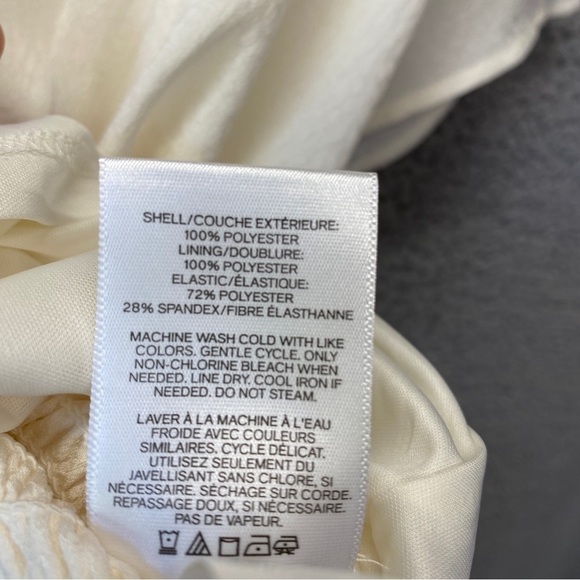 SHELL/COUCHE EXTÉRIEURE:
100% POLYESTER
LINING/DOUBLURE:
100% POLYESTER
ELASTIC/ÉLASTIQUE:
72% POLYESTER
28% SPANDEX/FIBRE ÉLASTHANNE
MACHINE WASH COLD WITH LIKE
COLORS. GENTLE CYCLE. ONLY
NON-CHLORINE BLEACH WHEN
NEEDED. LINE DRY. COOL IRON IF
NEEDED. DO NOT STEAM.
LAVER À LA MACHINE À L'EAU
FROIDE AVEC COULEURS
SIMILAIRES. CYCLE DÉLICAT.
UTILISEZ SEULEMENT DU
JAVELLISANT SANS CHLORE, SI
NÉCESSAIRE. SÉCHAGE SUR CORDE.
REPASSAGE DOUX, SI NÉCESSAIRE.
PAS DE VAPEUR.